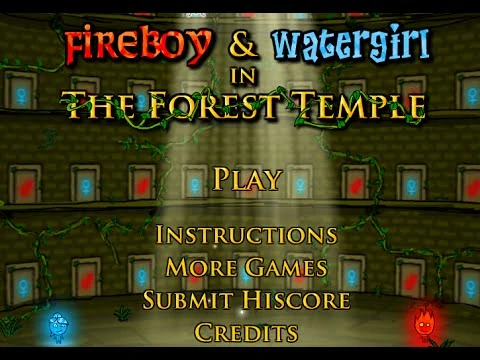 FIREBOY & WATERGIRL
IN
THE FOREST TEMPLE
PLAY
INSTRUCTIONS
MORE GAMES
SUBMIT HISCORE
CREDITS